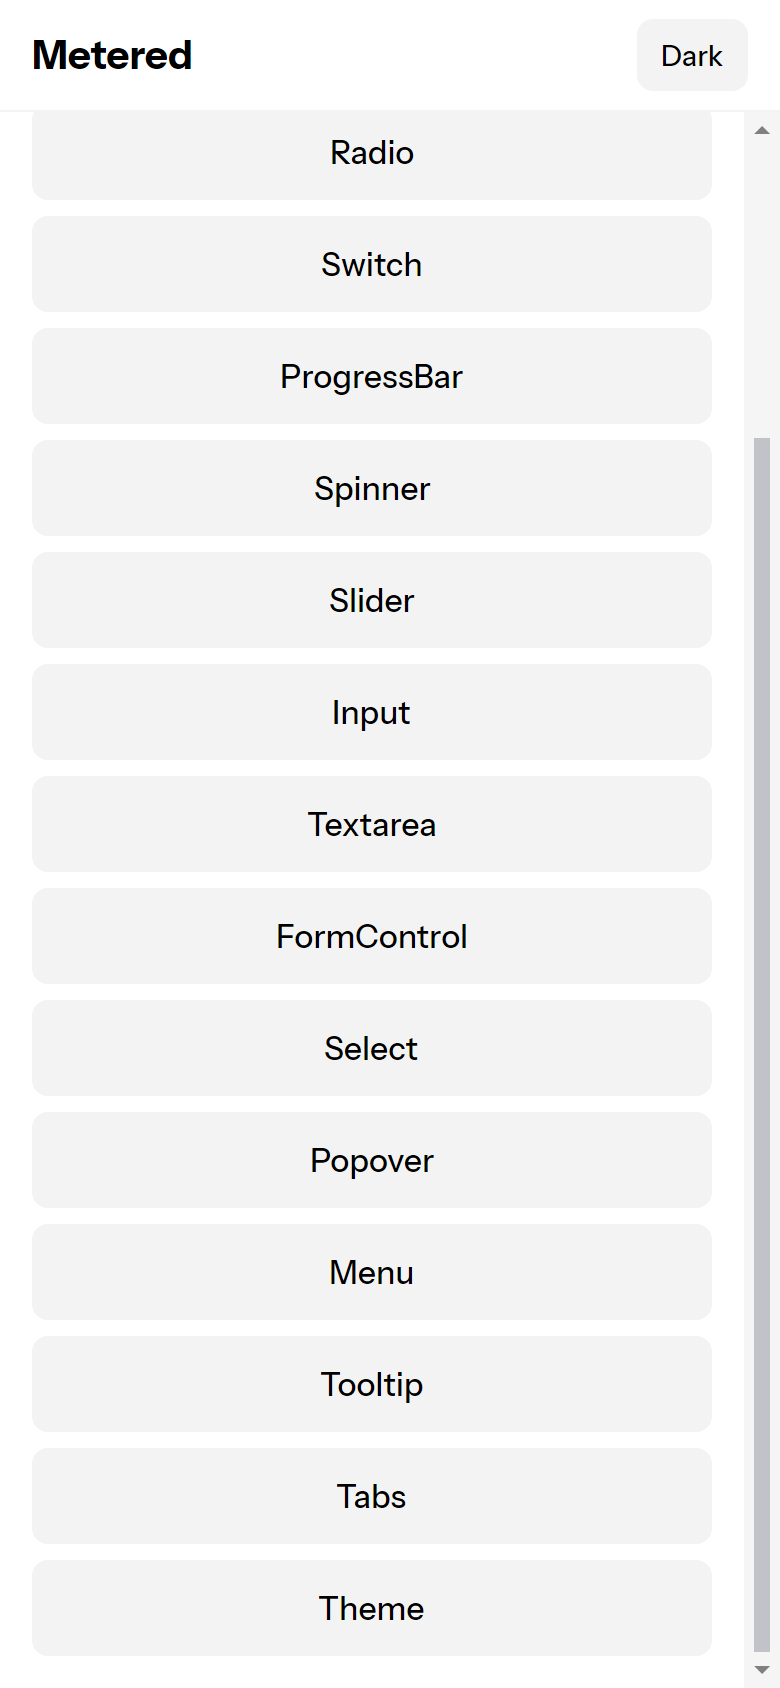 Metered
Dark
Radio
Switch
ProgressBar
Spinner
Slider
Input
Textarea
FormControl
Select
Popover
Menu
Tooltip
Tabs
Theme